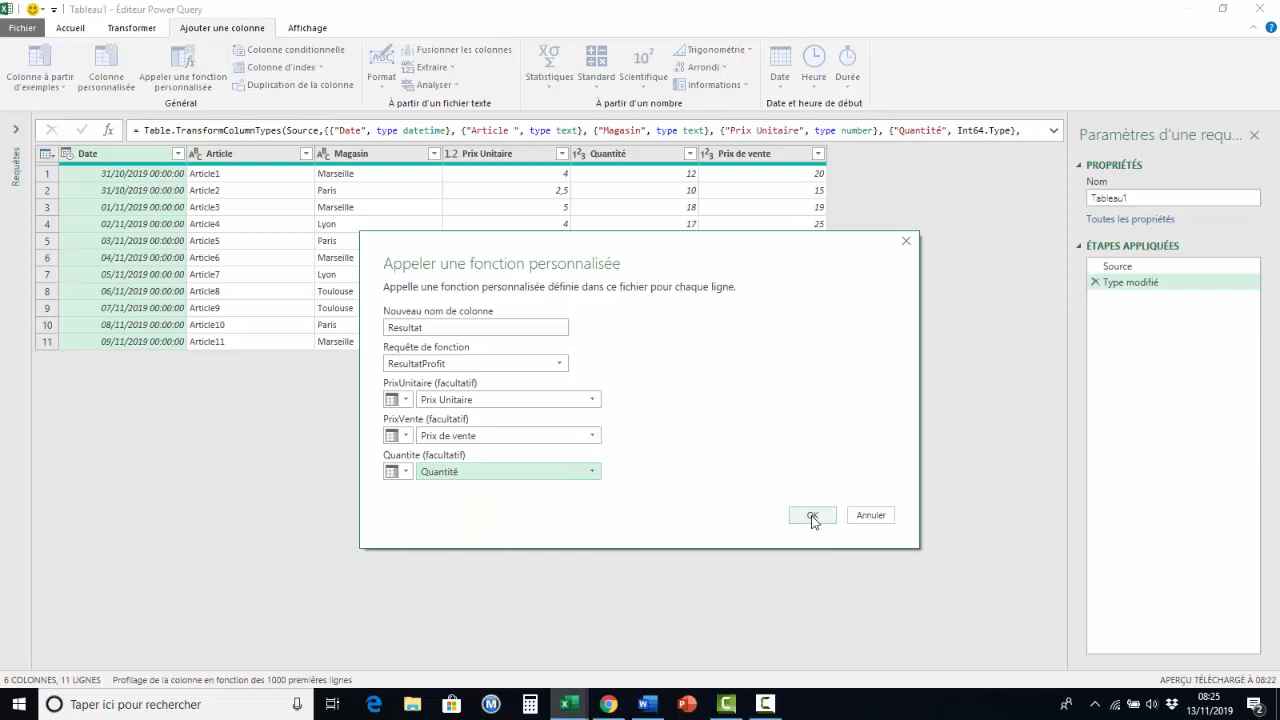 Tableau1 - Éditeur Power Query
Fichier Accueil Transformer Ajouter une colonne Affichage
Colonne à partir d'exemples
Colonne personnalisée
Appeler une fonction personnalisée
Colonne conditionnelle
Colonne d'index
Duplication de la colonne
Général
Format
Fusionner les colonnes
Extraire
Analyser
À partir d'un fichier texte
Statistiques
Standard
Scientifique
Trigonométrie
Arrondi
Informations
À partir d'un nombre
Date
Heure
Durée
Date et heure de début
= Table.TransformColumnTypes(Source,{{"Date", type datetime}, {"Article ", type text}, {"Magasin", type text}, {"Prix Unitaire", type number}, {"Quantité", Int64.Type},
Requêtes
Date Article Magasin 1.2 Prix Unitaire 1²3 Quantité 1²3 Prix de vente
1 31/10/2019 00:00:00 Article1 Marseille 4 12 20
2 31/10/2019 00:00:00 Article2 Paris 2,5 10 15
3 01/11/2019 00:00:00 Article3 Marseille 5 18 19
4 02/11/2019 00:00:00 Article4 Lyon 4 17 25
5 03/11/2019 00:00:00 Article5 Paris
6 04/11/2019 00:00:00 Article6 Marseille
7 05/11/2019 00:00:00 Article7 Lyon
8 06/11/2019 00:00:00 Article8 Toulouse
9 07/11/2019 00:00:00 Article9 Toulouse
10 08/11/2019 00:00:00 Article10 Paris
11 09/11/2019 00:00:00 Article11 Marseille
Appeler une fonction personnalisée
Appelle une fonction personnalisée définie dans ce fichier pour chaque ligne.
Nouveau nom de colonne
Resultat
Requête de fonction
ResultatProfit
PrixUnitaire (facultatif)
Prix Unitaire
PrixVente (facultatif)
Prix de vente
Quantite (facultatif)
Quantité
OK Annuler
Paramètres d'une requ...
PROPRIÉTÉS
Nom
Tableau1
Toutes les propriétés
ÉTAPES APPLIQUÉES
Source
Type modifié
6 COLONNES, 11 LIGNES Profilage de la colonne en fonction des 1000 premières lignes APERÇU TÉLÉCHARGÉ À 08:22
Taper ici pour rechercher
08:25
13/11/2019
2